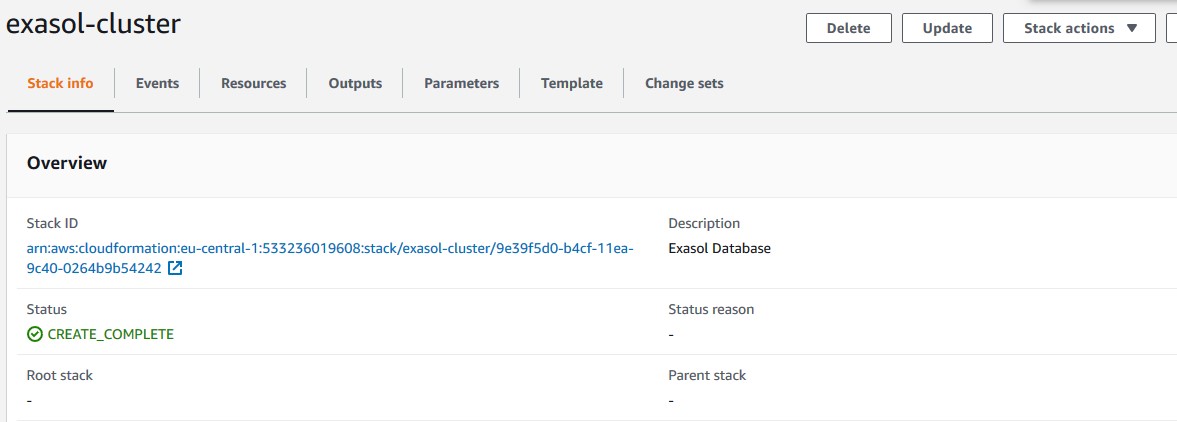 exasol-cluster
Delete
Update
Stack actions
Stack info
Events
Resources
Outputs
Parameters
Template
Change sets
Overview
Stack ID
arn:aws:cloudformation:eu-central-1:533236019608:stack/exasol-cluster/9e39f5d0-b4cf-11ea-
9c40-0264b9b54242
Description
Exasol Database
Status
CREATE_COMPLETE
Status reason
-
Root stack
-
Parent stack
-